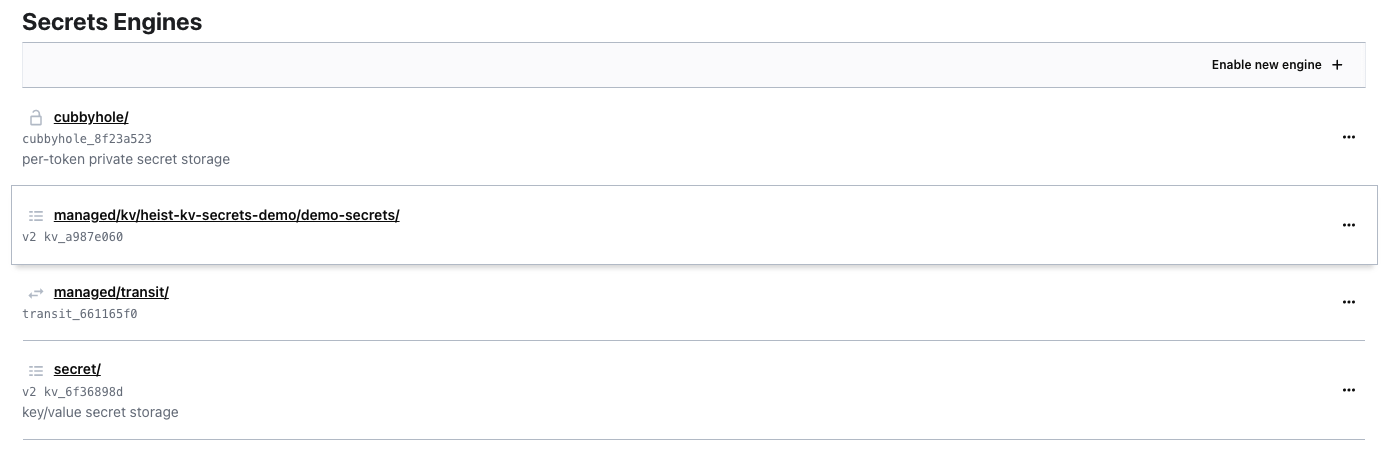 Secrets Engines
Enable new engine +
cubbyhole/
cubbyhole_8f23a523
per-token private secret storage
managed/kv/heist-kv-secrets-demo/demo-secrets/
v2 kv_a987e060
managed/transit/
transit_661165f0
secret/
v2 kv_6f36898d
key/value secret storage